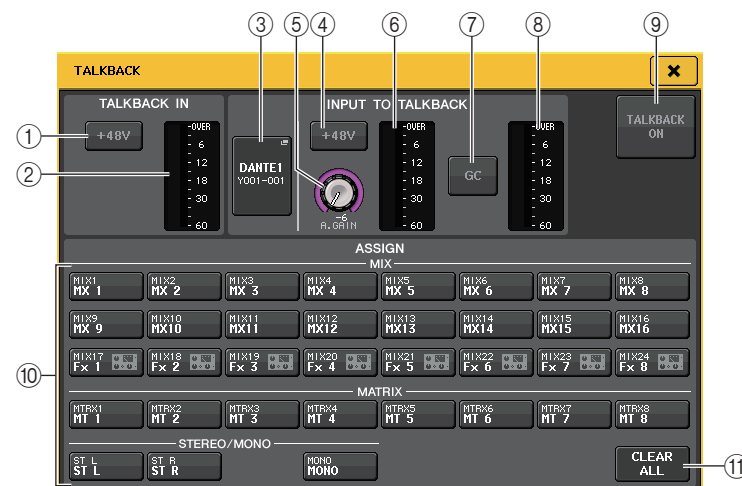 ③ ⑤ ④ ⑥ ⑦ ⑧ ⑨
TALKBACK
TALKBACK IN
INPUT TO TALKBACK
TALKBACK ON
① +48V
②
OVER
6
12
18
30
60
DANTE1
Y001-001
+48V
-6
A.GAIN
OVER
6
12
18
30
60
GC
OVER
6
12
18
30
60
ASSIGN
MIX
MIX1 MIX2 MIX3 MIX4 MIX5 MIX6 MIX7 MIX8
MX 1 MX 2 MX 3 MX 4 MX 5 MX 6 MX 7 MX 8
MIX9 MIX10 MIX11 MIX12 MIX13 MIX14 MIX15 MIX16
MX 9 MX10 MX11 MX12 MX13 MX14 MX15 MX16
⑩
MIX17 MIX18 MIX19 MIX20 MIX21 MIX22 MIX23 MIX24
Fx 1 Fx 2 Fx 3 Fx 4 Fx 5 Fx 6 Fx 7 Fx 8
MATRIX
MTRX1 MTRX2 MTRX3 MTRX4 MTRX5 MTRX6 MTRX7 MTRX8
MT 1 MT 2 MT 3 MT 4 MT 5 MT 6 MT 7 MT 8
STEREO/MONO
ST L ST R MONO
ST L ST R MONO
CLEAR
ALL
⑪